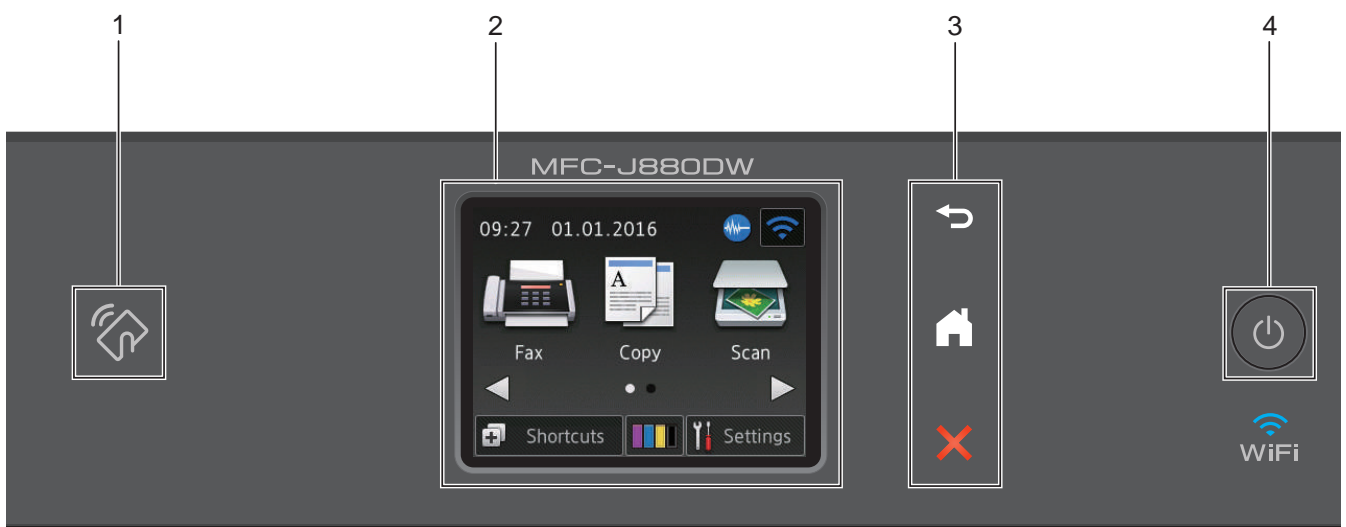 1 2 3 4
MFC-J880DW
09:27 01.01.2016
A
Fax Copy Scan
Shortcuts Settings
WiFi